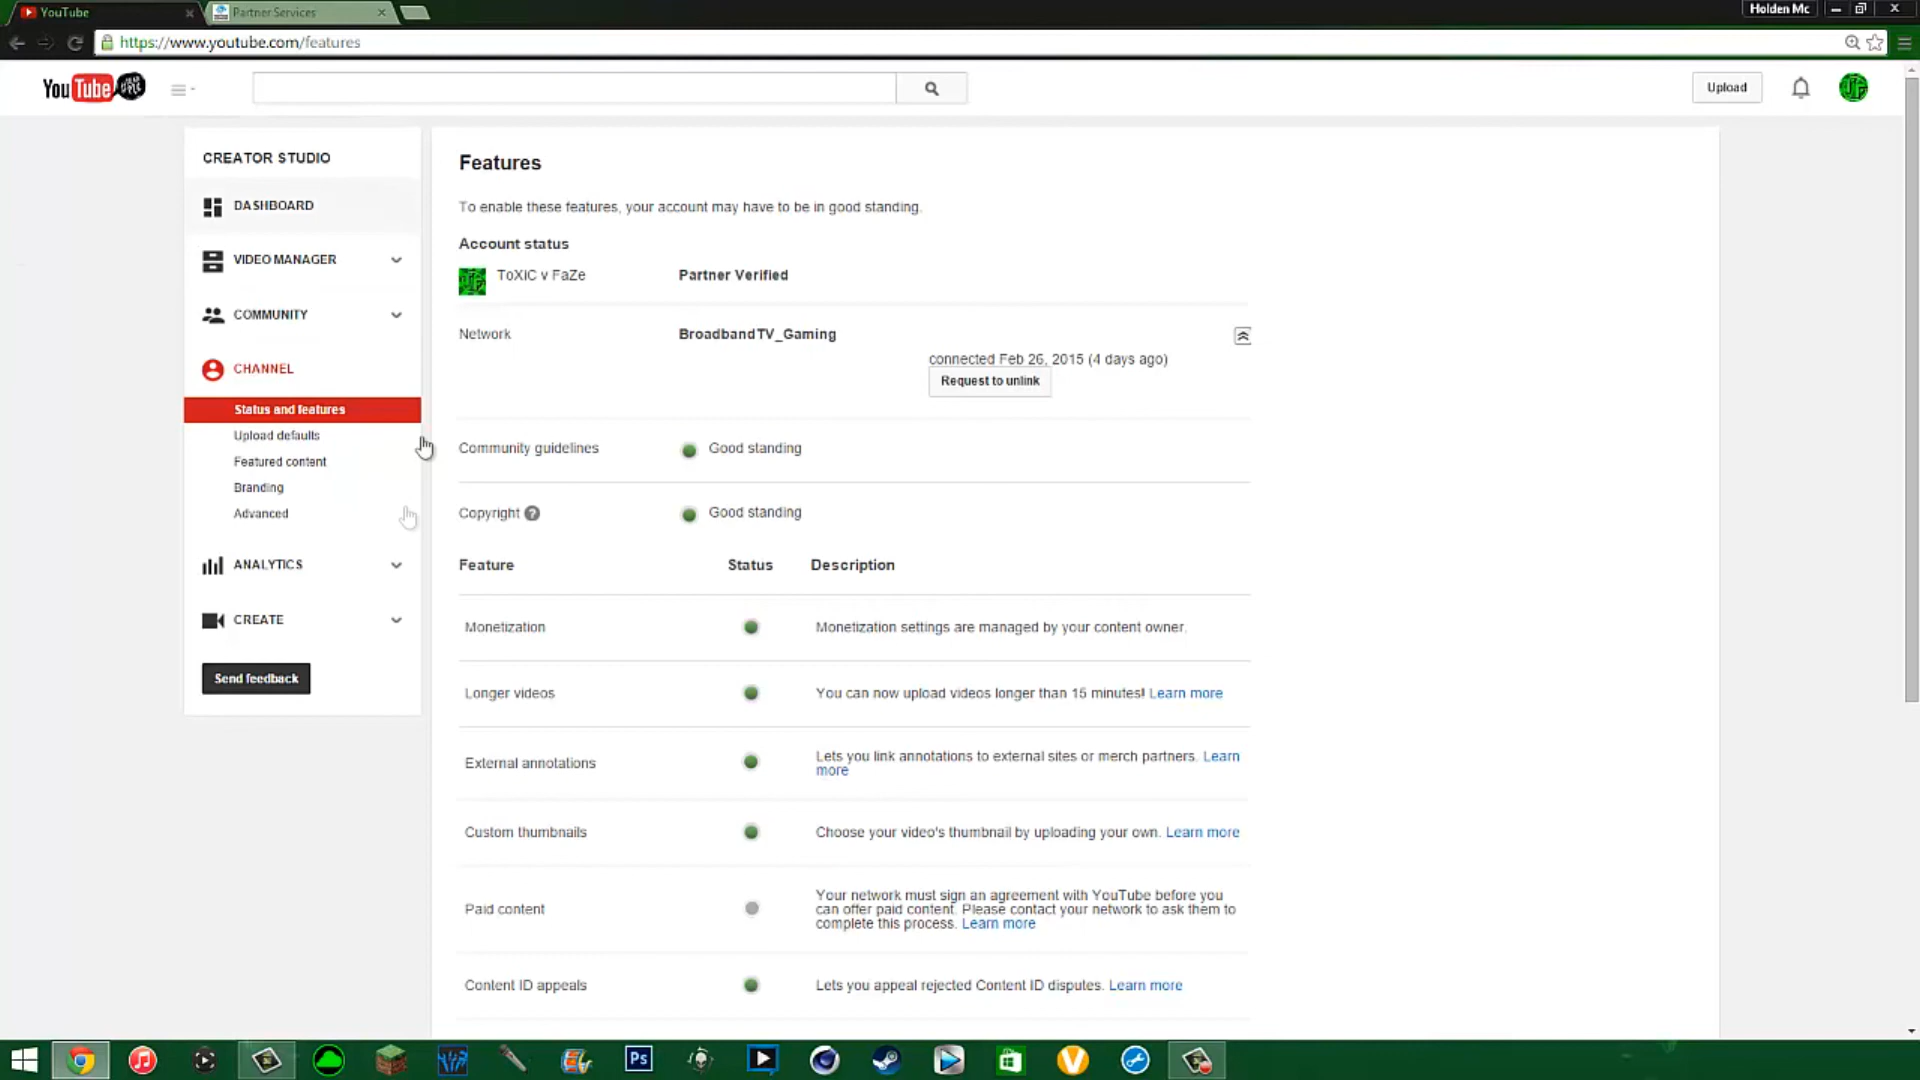 YouTube
Partner Services
Holden Mc
https://www.youtube.com/features
YouTube
Upload
CREATOR STUDIO
DASHBOARD
VIDEO MANAGER
COMMUNITY
CHANNEL
Status and features
Upload defaults
Featured content
Branding
Advanced
ANALYTICS
CREATE
Send feedback
Features
To enable these features, your account may have to be in good standing.
Account status
ToXiC v FaZe Partner Verified
Network BroadbandTV_Gaming
connected Feb 26, 2015 (4 days ago)
Request to unlink
Community guidelines Good standing
Copyright ? Good standing
Feature Status Description
Monetization Monetization settings are managed by your content owner.
Longer videos You can now upload videos longer than 15 minutes! Learn more
External annotations Lets you link annotations to external sites or merch partners. Learn
more
Custom thumbnails Choose your video's thumbnail by uploading your own. Learn more
Your network must sign an agreement with YouTube before you
Paid content can offer paid content. Please contact your network to ask them to
complete this process. Learn more
Content ID appeals Lets you appeal rejected Content ID disputes. Learn more
Ps